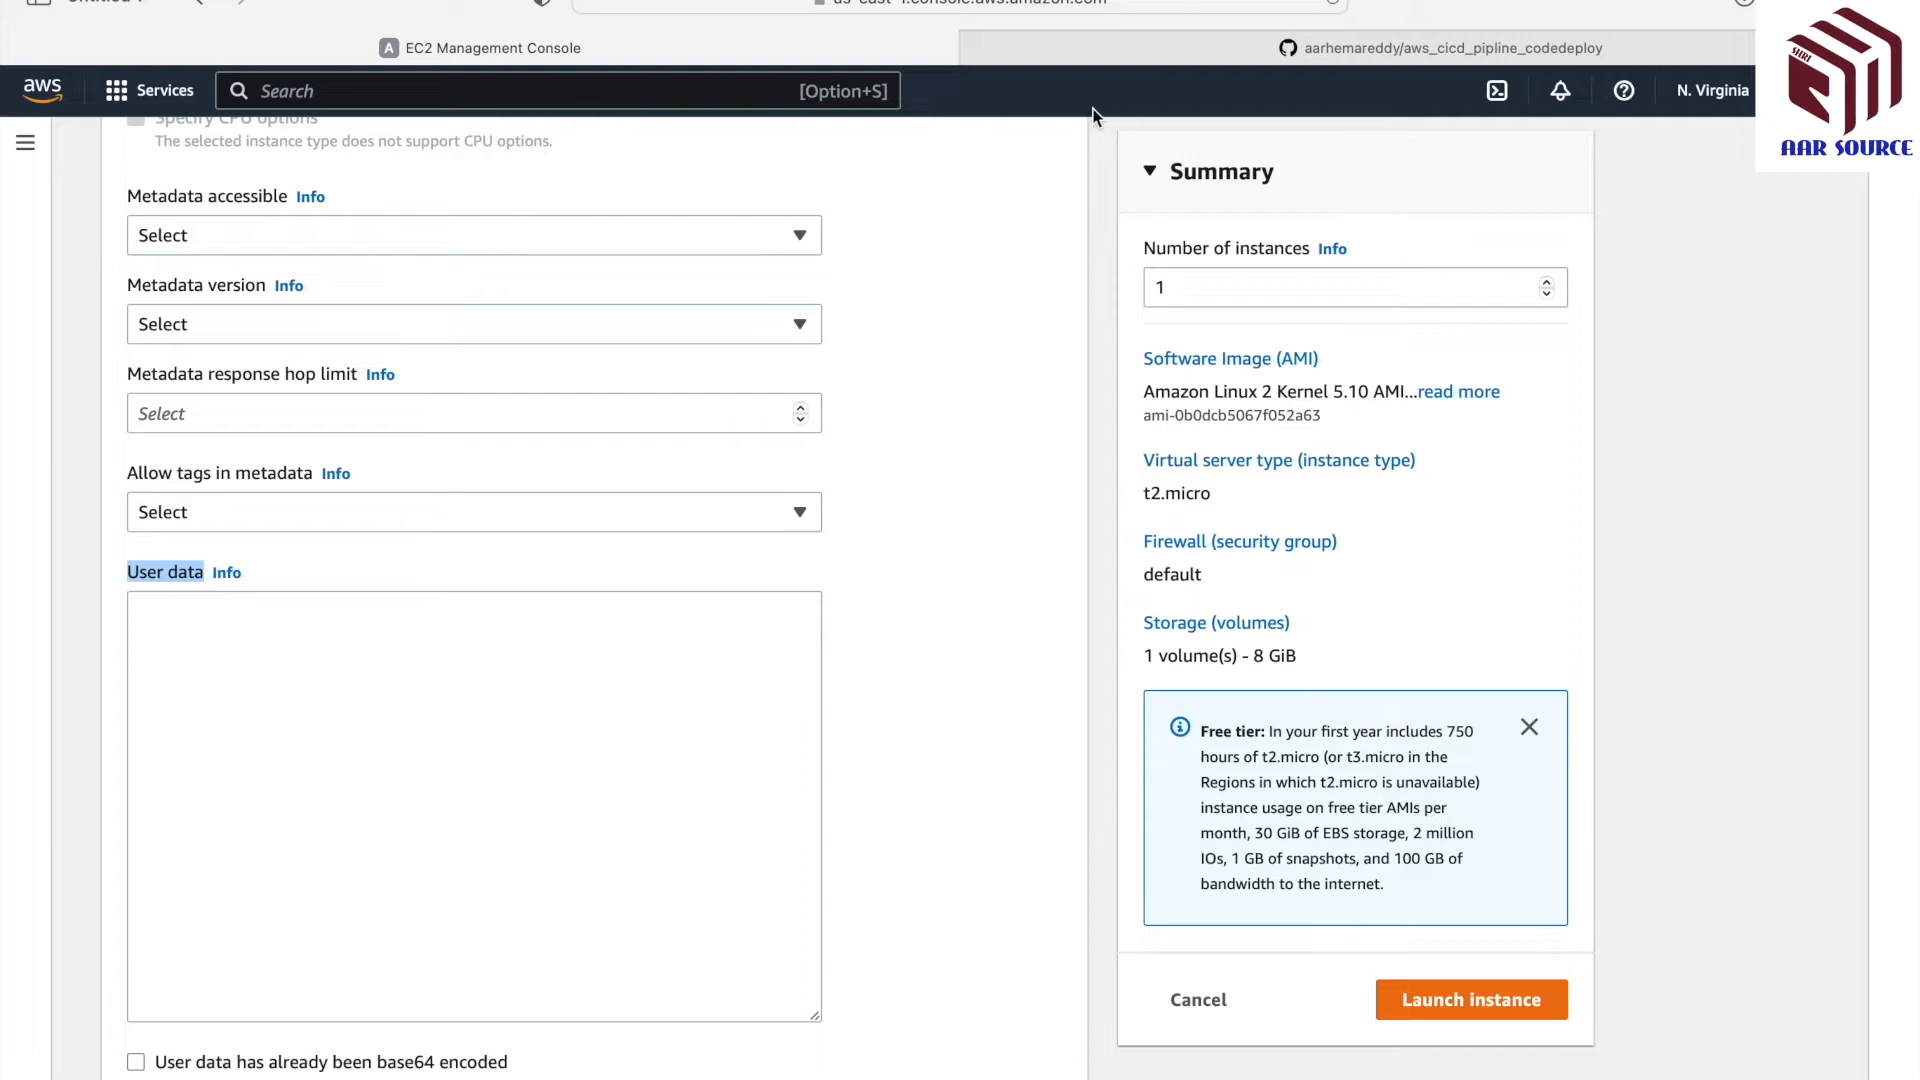 EC2 Management Console
aarhemareddy/aws_cicd_pipline_codedeploy
aws
Services
Search
[Option+S]
N. Virginia
SHRI
AAR SOURCE
Specify CPU options
The selected instance type does not support CPU options.
Metadata accessible Info
Select
Metadata version Info
Select
Metadata response hop limit Info
Select
Allow tags in metadata Info
Select
User data Info
User data has already been base64 encoded
Summary
Number of instances Info
1
Software Image (AMI)
Amazon Linux 2 Kernel 5.10 AMI...read more
ami-0b0dcb5067f052a63
Virtual server type (instance type)
t2.micro
Firewall (security group)
default
Storage (volumes)
1 volume(s) - 8 GiB
Free tier: In your first year includes 750
hours of t2.micro (or t3.micro in the
Regions in which t2.micro is unavailable)
instance usage on free tier AMIs per
month, 30 GiB of EBS storage, 2 million
IOs, 1 GB of snapshots, and 100 GB of
bandwidth to the internet.
Cancel
Launch instance